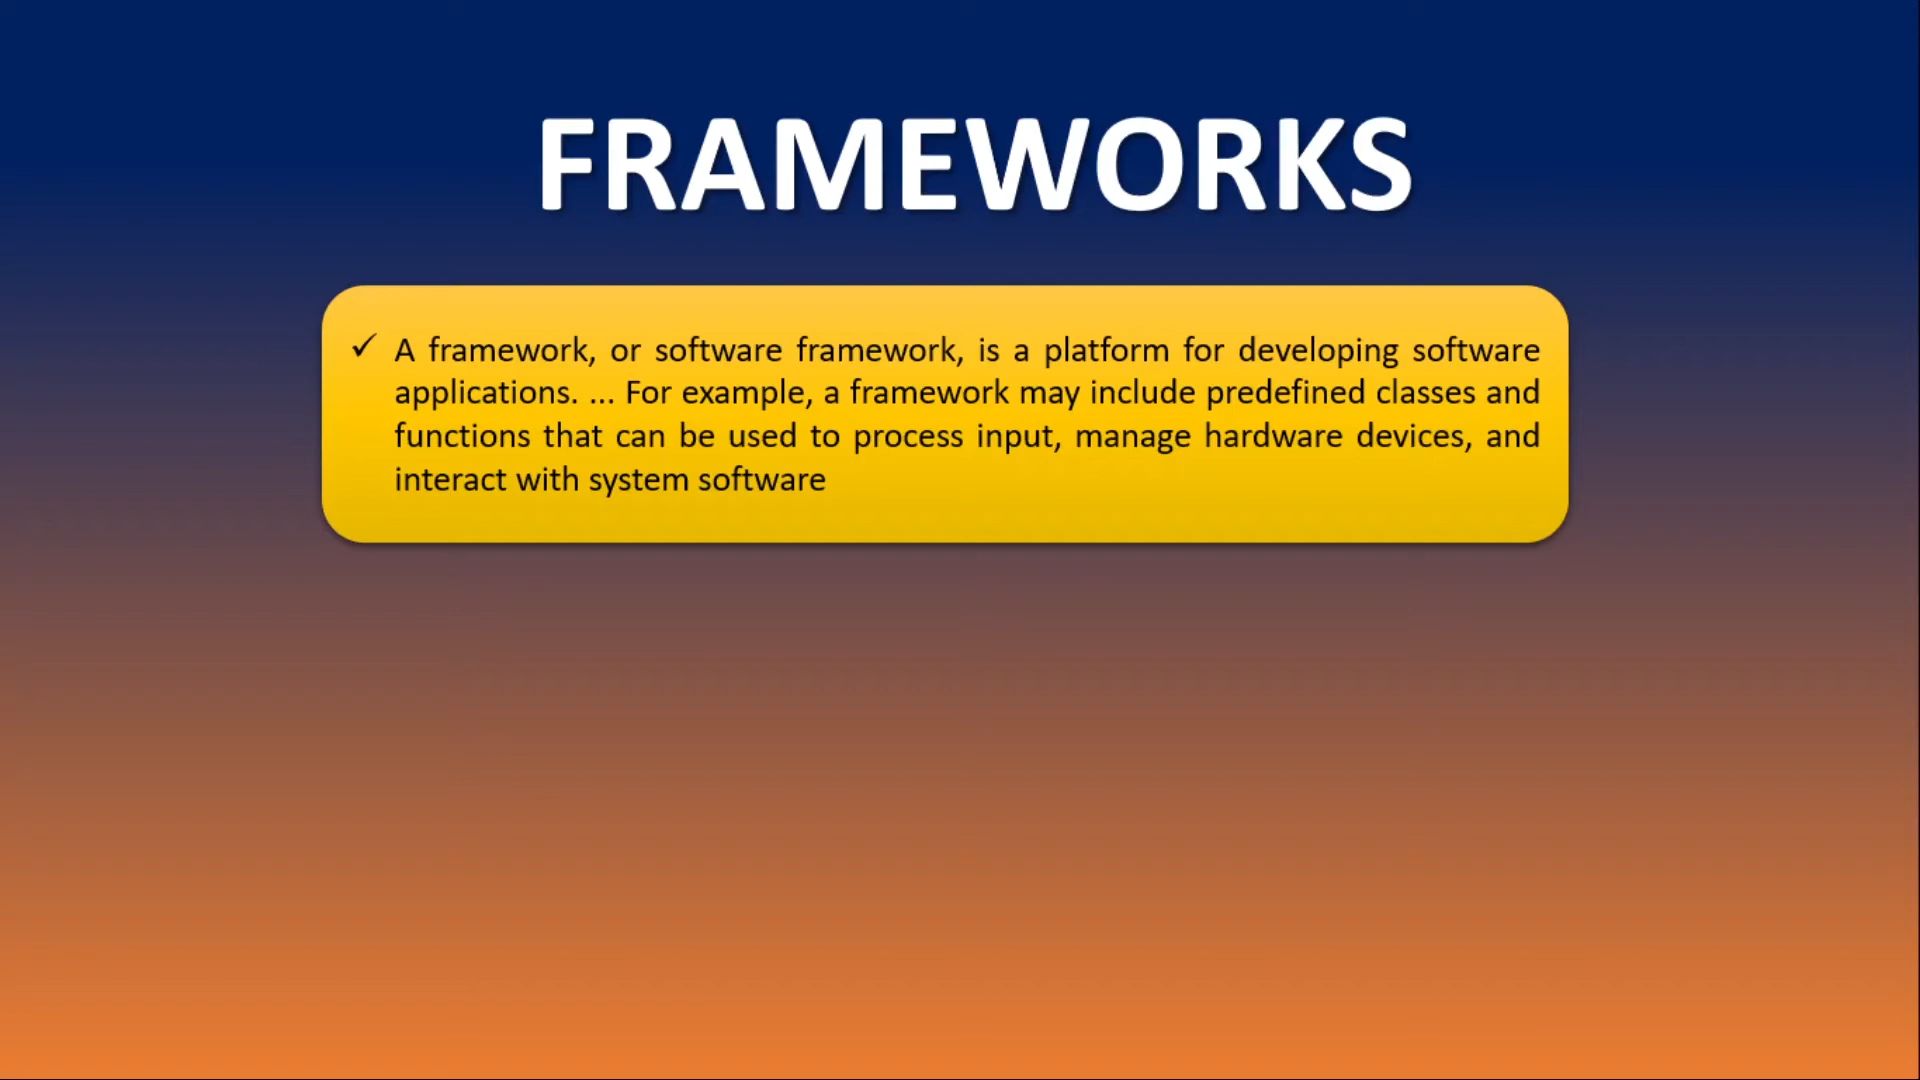 FRAMEWORKS
✓ A framework, or software framework, is a platform for developing software
applications. ... For example, a framework may include predefined classes and
functions that can be used to process input, manage hardware devices, and
interact with system software